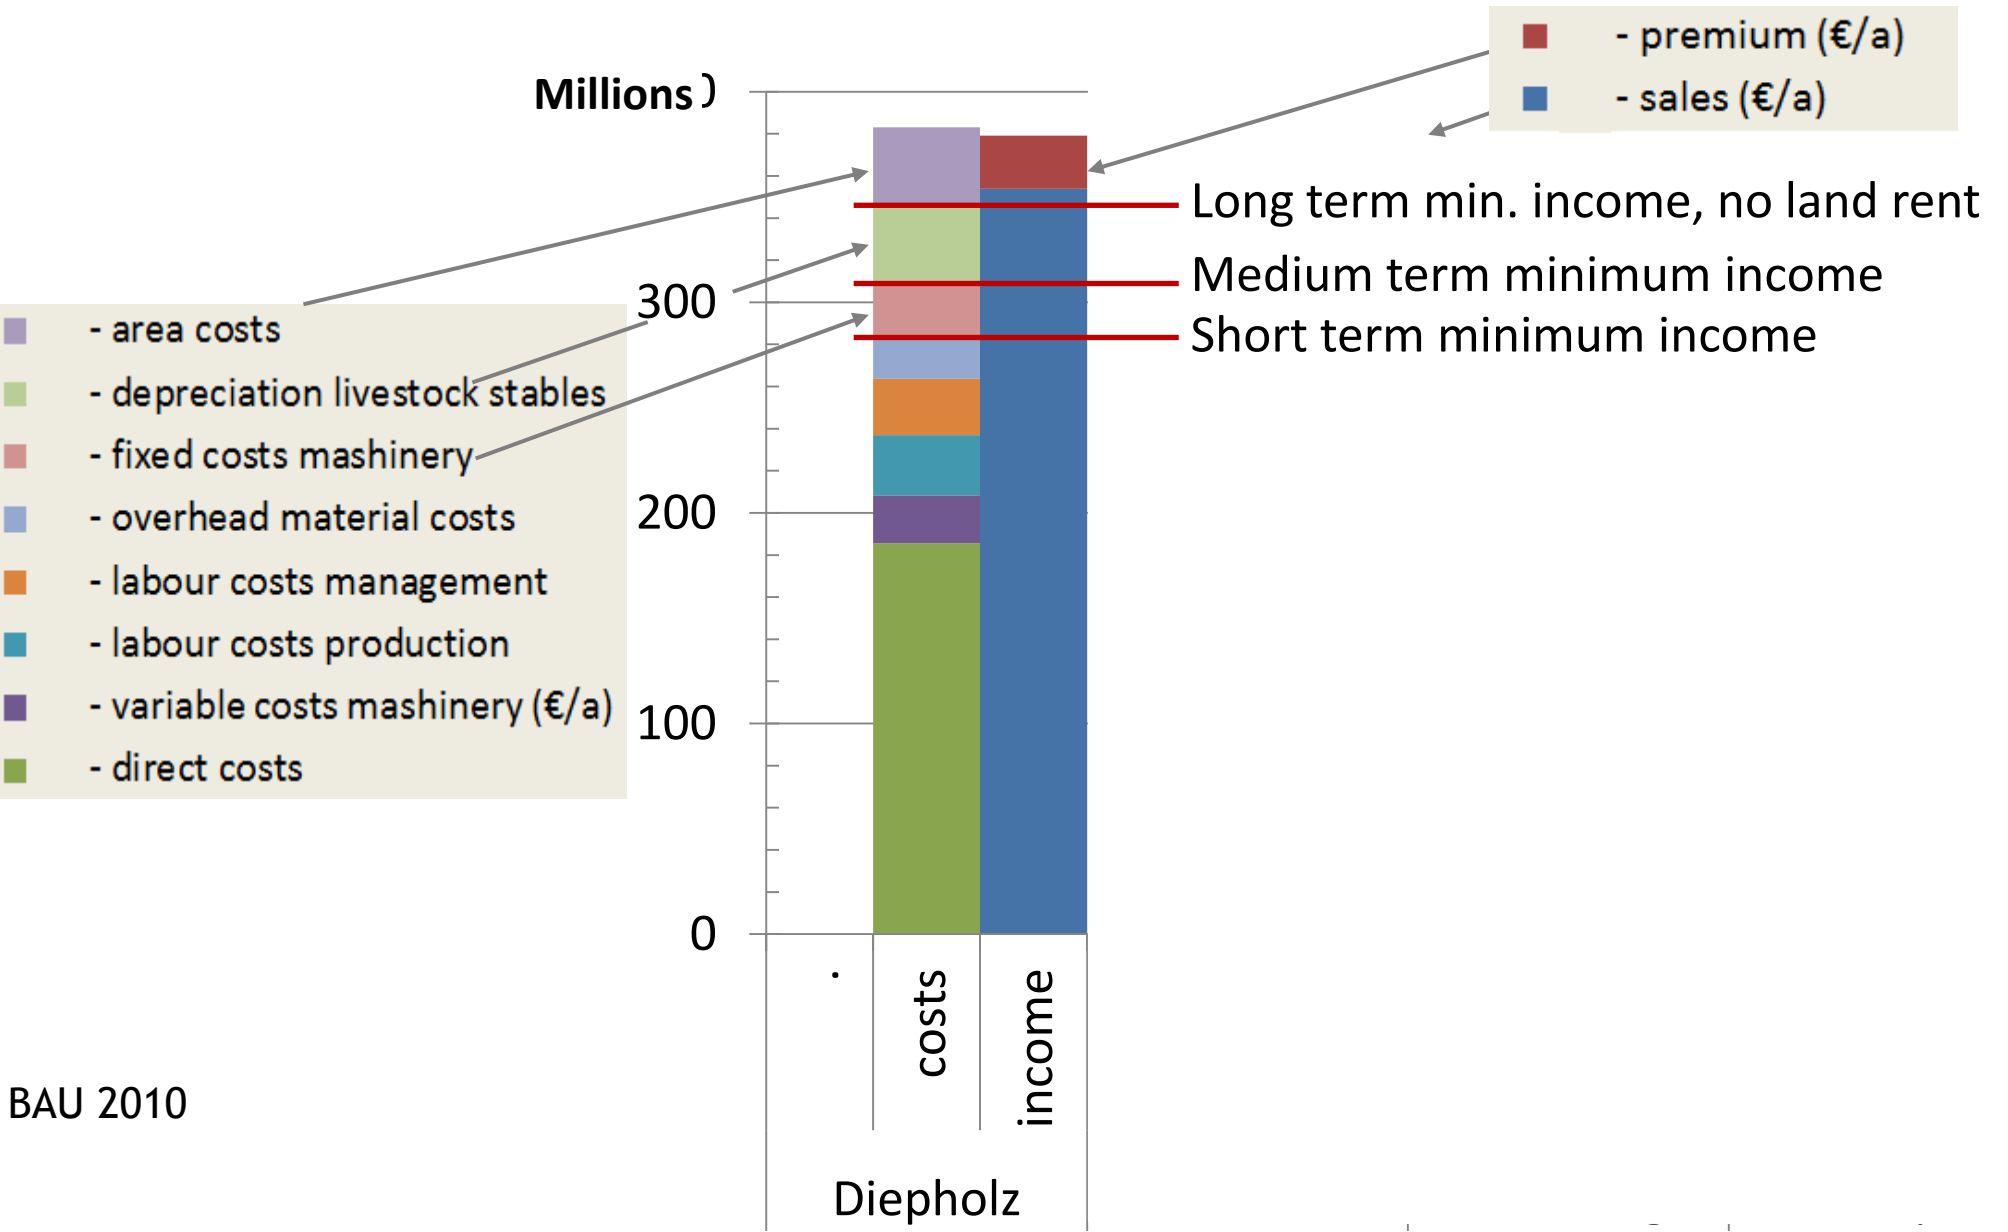 - premium (€/a)
- sales (€/a)
Millions
Long term min. income, no land rent
Medium term minimum income
Short term minimum income
300
200
100
0
- area costs
- depreciation livestock stables
- fixed costs mashinery
- overhead material costs
- labour costs management
- labour costs production
- variable costs mashinery (€/a)
- direct costs
.
costs
income
Diepholz
BAU 2010